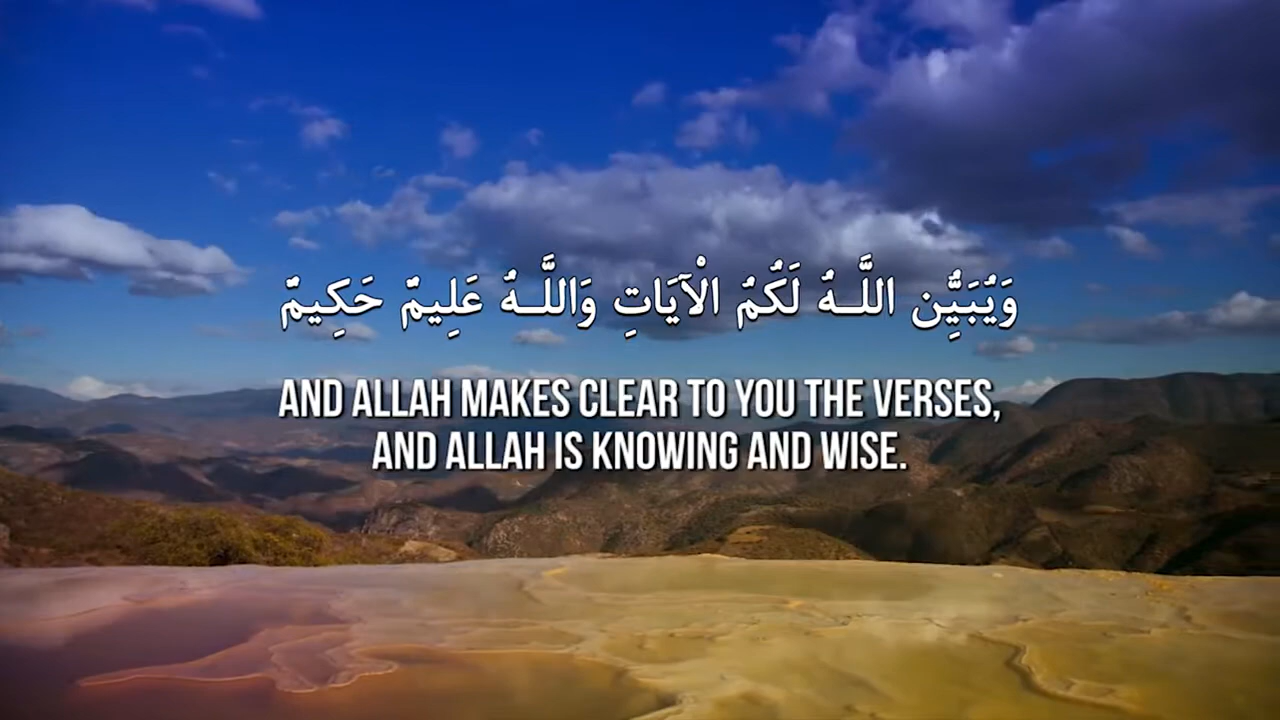 وَيُبَيِّنُ اللَّـهُ لَكُمُ الْآيَاتِ وَاللَّـهُ عَلِيمٌ حَكِيمٌ
AND ALLAH MAKES CLEAR TO YOU THE VERSES,
AND ALLAH IS KNOWING AND WISE.